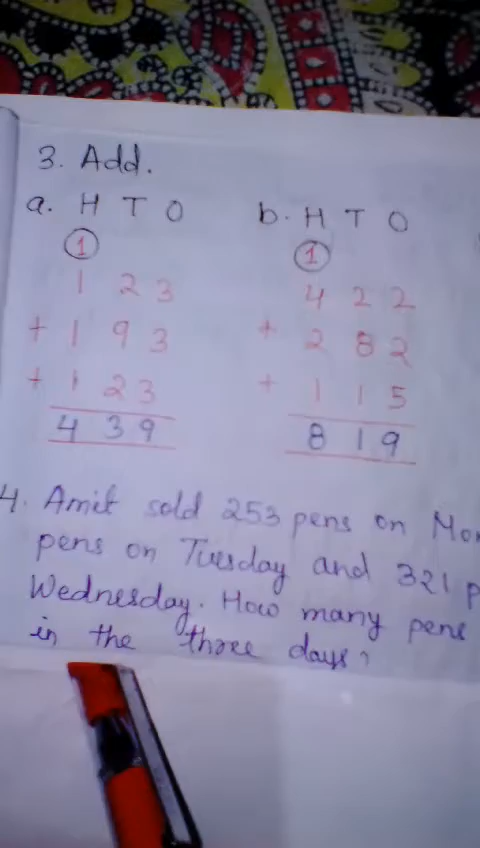 3. Add.
a. H T O
b. H T O
1
1
1 2 3
4 2 2
+ 1 9 3
+ 2 8 2
+ 1 2 3
+ 1 1 5
4 3 9
8 1 9
4. Amit sold 253 pens on
pens on Tuesday and 321
Wednesday. How many pens
in the three days?